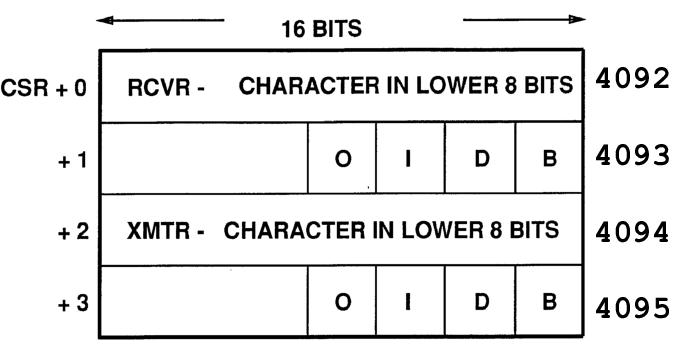 16 BITS
CSR + 0 RCVR - CHARACTER IN LOWER 8 BITS 4092
+ 1 O I D B 4093
+ 2 XMTR - CHARACTER IN LOWER 8 BITS 4094
+ 3 O I D B 4095